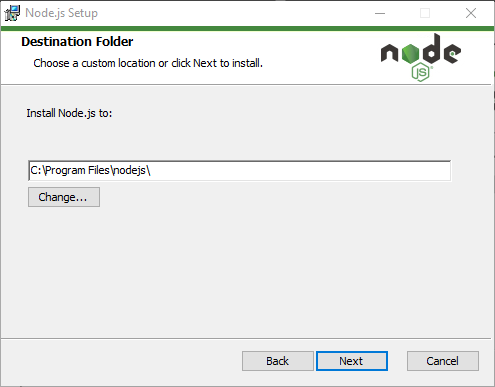 Node.js Setup
Destination Folder
Choose a custom location or click Next to install.
node
JS
Install Node.js to:
C:\Program Files\nodejs\
Change...
Back
Next
Cancel